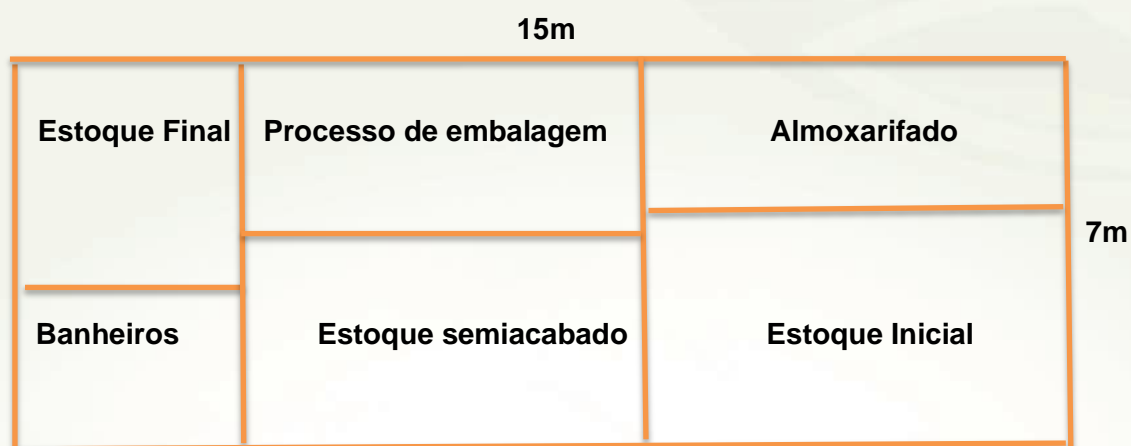 15m
Estoque Final
Processo de embalagem
Almoxarifado
7m
Banheiros
Estoque semiacabado
Estoque Inicial